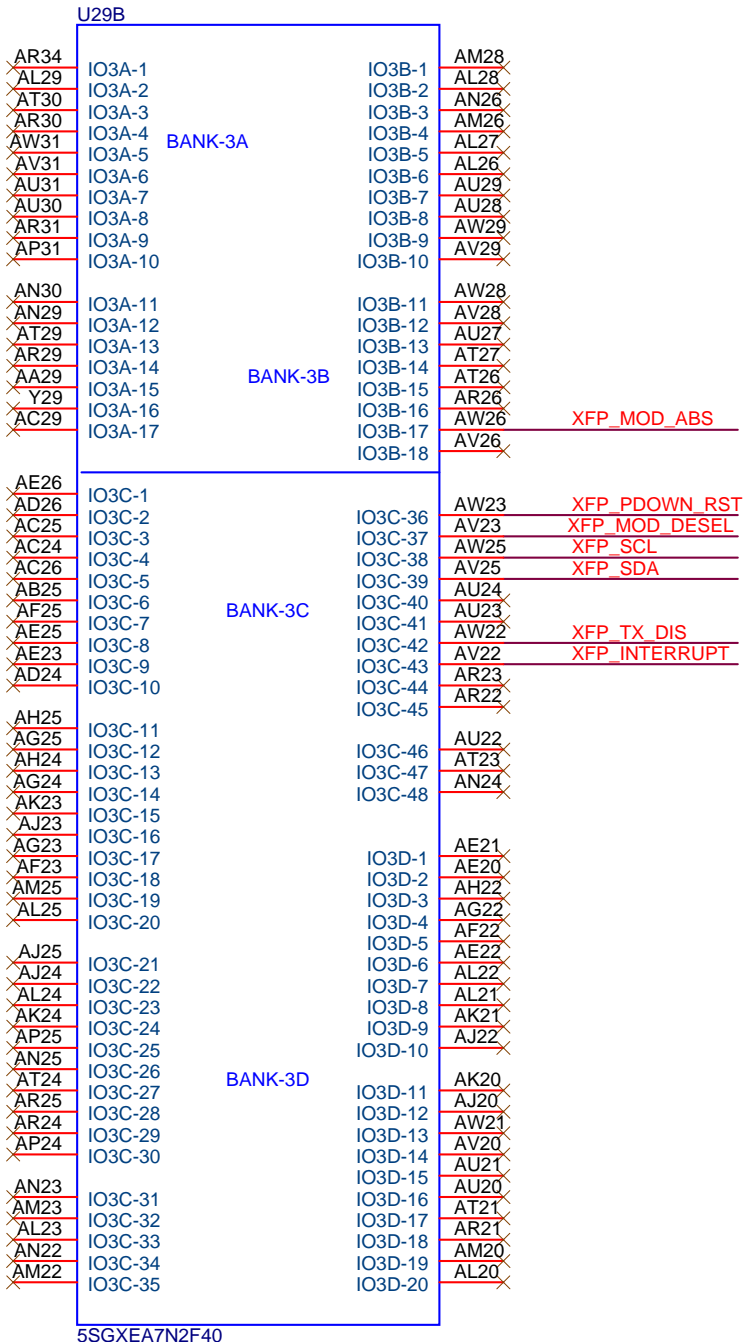 U29B
AR34 IO3A-1 IO3B-1 AM28
AL29 IO3A-2 IO3B-2 AL28
AT30 IO3A-3 IO3B-3 AN26
AR30 IO3A-4 IO3B-4 AM26
AW31 IO3A-5 BANK-3A IO3B-5 AL27
AV31 IO3A-6 IO3B-6 AL26
AU31 IO3A-7 IO3B-7 AU29
AU30 IO3A-8 IO3B-8 AU28
AR31 IO3A-9 IO3B-9 AW29
AP31 IO3A-10 IO3B-10 AV29
AN30 IO3A-11 IO3B-11 AW28
AN29 IO3A-12 IO3B-12 AV28
AT29 IO3A-13 IO3B-13 AU27
AR29 IO3A-14 IO3B-14 AT27
AA29 IO3A-15 BANK-3B IO3B-15 AT26
Y29 IO3A-16 IO3B-16 AR26
AC29 IO3A-17 IO3B-17 AW26 XFP_MOD_ABS
IO3B-18 AV26
AE26 IO3C-1
AD26 IO3C-2 IO3C-36 AW23 XFP_PDOWN_RST
AC25 IO3C-3 IO3C-37 AV23 XFP_MOD_DESEL
AC24 IO3C-4 IO3C-38 AW25 XFP_SCL
AC26 IO3C-5 IO3C-39 AV25 XFP_SDA
AB25 IO3C-6 IO3C-40 AU24
AF25 IO3C-7 BANK-3C IO3C-41 AU23
AE25 IO3C-8 IO3C-42 AW22 XFP_TX_DIS
AE23 IO3C-9 IO3C-43 AV22 XFP_INTERRUPT
AD24 IO3C-10 IO3C-44 AR23
IO3C-45 AR22
AH25 IO3C-11
AG25 IO3C-12 IO3C-46 AU22
AH24 IO3C-13 IO3C-47 AT23
AG24 IO3C-14 IO3C-48 AN24
AK23 IO3C-15
AJ23 IO3C-16
AG23 IO3C-17 IO3D-1 AE21
AF23 IO3C-18 IO3D-2 AE20
AM25 IO3C-19 IO3D-3 AH22
AL25 IO3C-20 IO3D-4 AG22
IO3D-5 AF22
AJ25 IO3C-21 IO3D-6 AE22
AJ24 IO3C-22 IO3D-7 AL22
AL24 IO3C-23 IO3D-8 AL21
AK24 IO3C-24 IO3D-9 AK21
AP25 IO3C-25 IO3D-10 AJ22
AN25 IO3C-26
AT24 IO3C-27 BANK-3D IO3D-11 AK20
AR25 IO3C-28 IO3D-12 AJ20
AR24 IO3C-29 IO3D-13 AW21
AP24 IO3C-30 IO3D-14 AV20
IO3D-15 AU21
AN23 IO3C-31 IO3D-16 AU20
AM23 IO3C-32 IO3D-17 AT21
AL23 IO3C-33 IO3D-18 AR21
AN22 IO3C-34 IO3D-19 AM20
AM22 IO3C-35 IO3D-20 AL20
5SGXEA7N2F40